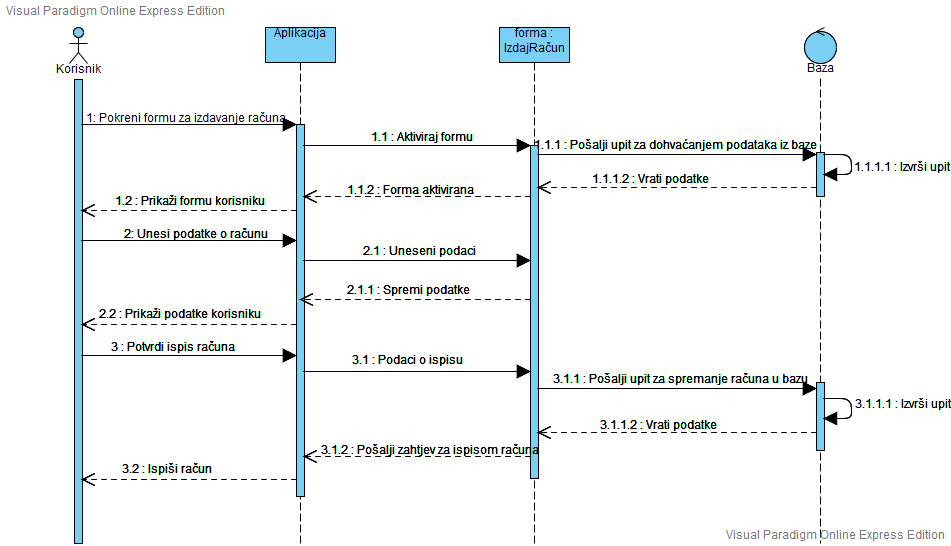 Visual Paradigm Online Express Edition
Korisnik
Aplikacija
forma :
IzdajRačun
Baza
1: Pokreni formu za izdavanje računa
1.1 : Aktiviraj formu
1.1.1 : Pošalji upit za dohvaćanjem podataka iz baze
1.1.1.1 : Izvrši upit
1.1.1.2 : Vrati podatke
1.1.2 : Forma aktivirana
1.2 : Prikaži formu korisniku
2: Unesi podatke o računu
2.1 : Uneseni podaci
2.1.1 : Spremi podatke
2.2 : Prikaži podatke korisniku
3 : Potvrdi ispis računa
3.1 : Podaci o ispisu
3.1.1 : Pošalji upit za spremanje računa u bazu
3.1.1.1 : Izvrši upit
3.1.1.2 : Vrati podatke
3.1.2 : Pošalji zahtjev za ispisom računa
3.2 : Ispiši račun
Visual Paradigm Online Express Edition